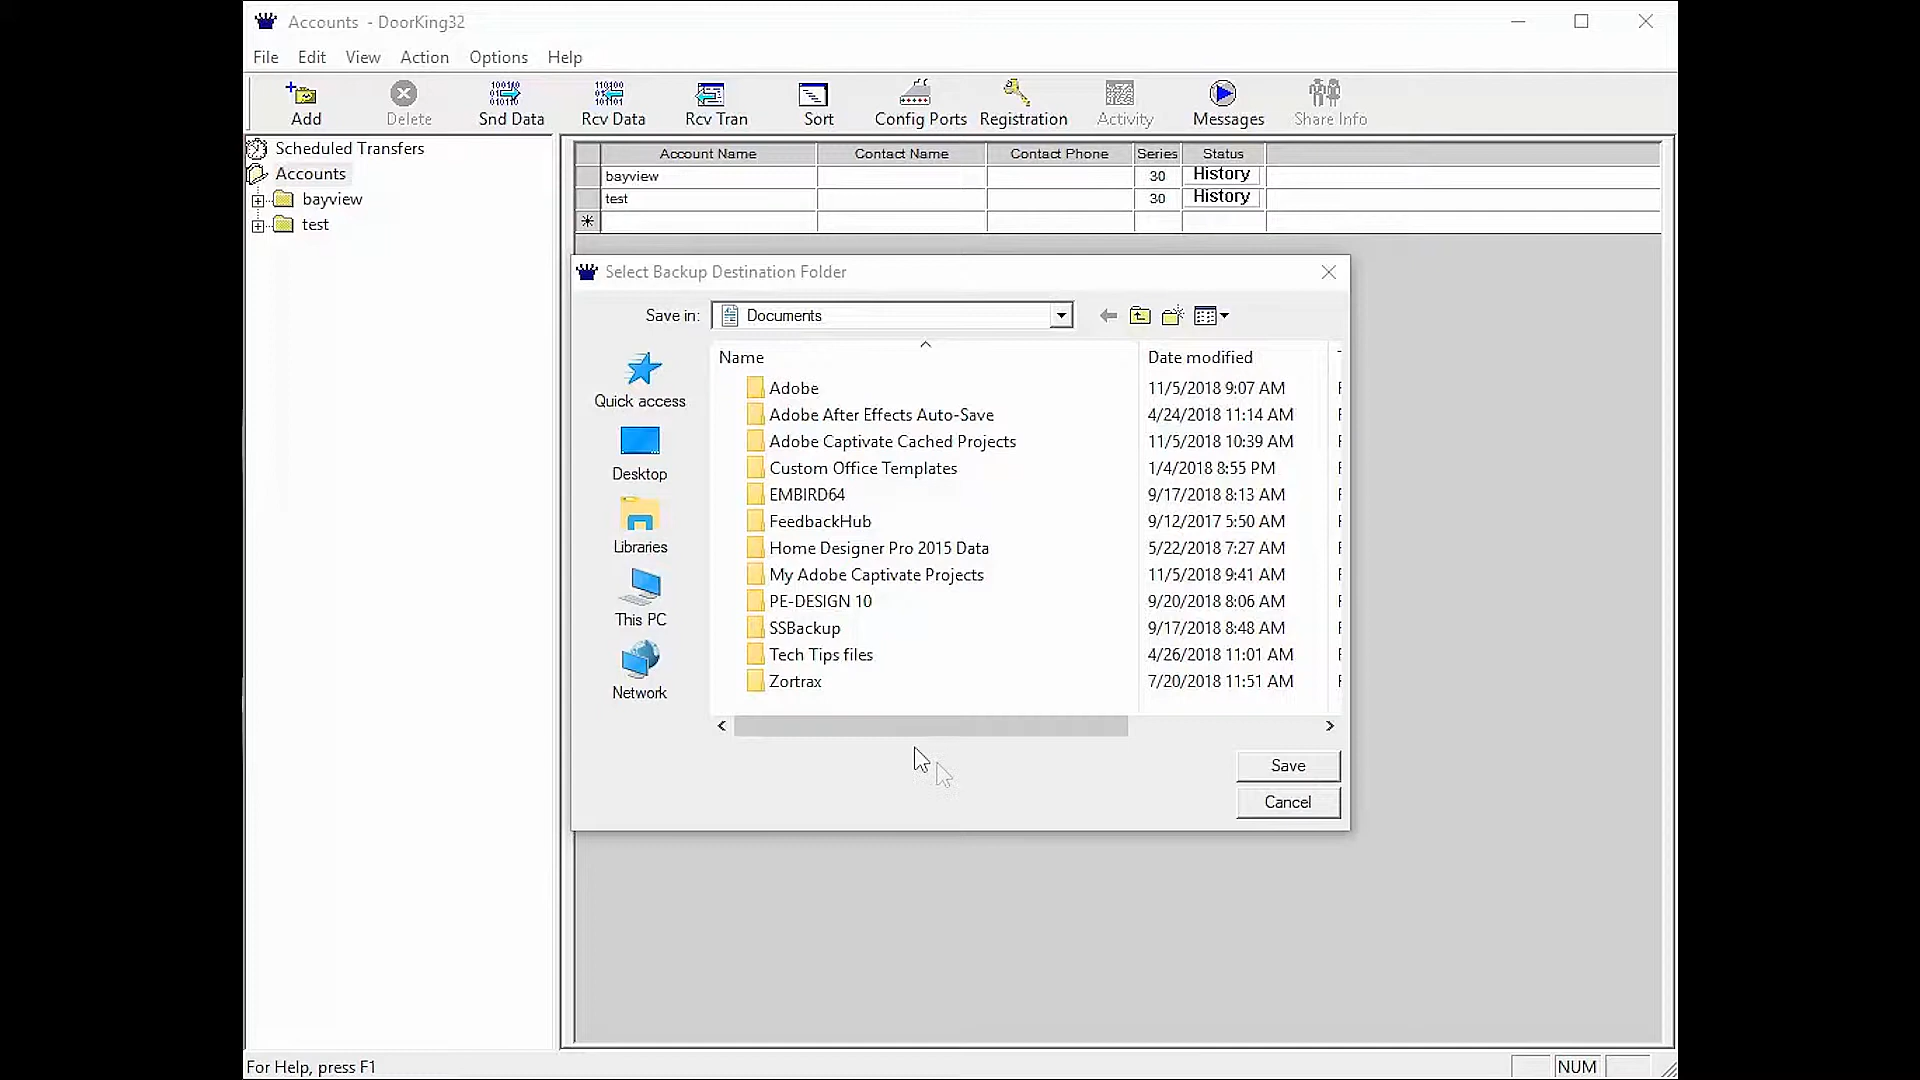 Accounts - DoorKing32
File Edit View Action Options Help
Add Delete Snd Data Rcv Data Rcv Tran Sort Config Ports Registration Activity Messages Share Info
Scheduled Transfers
Accounts
bayview
test
Account Name Contact Name Contact Phone Series Status
bayview 30 History
test 30 History
Select Backup Destination Folder
Save in: Documents
Quick access
Desktop
Libraries
This PC
Network
Name Date modified
Adobe 11/5/2018 9:07 AM
Adobe After Effects Auto-Save 4/24/2018 11:14 AM
Adobe Captivate Cached Projects 11/5/2018 10:39 AM
Custom Office Templates 1/4/2018 8:55 PM
EMBIRD64 9/17/2018 8:13 AM
FeedbackHub 9/12/2017 5:50 AM
Home Designer Pro 2015 Data 5/22/2018 7:27 AM
My Adobe Captivate Projects 11/5/2018 9:41 AM
PE-DESIGN 10 9/20/2018 8:06 AM
SSBackup 9/17/2018 8:48 AM
Tech Tips files 4/26/2018 11:01 AM
Zortrax 7/20/2018 11:51 AM
Save
Cancel
For Help, press F1 NUM